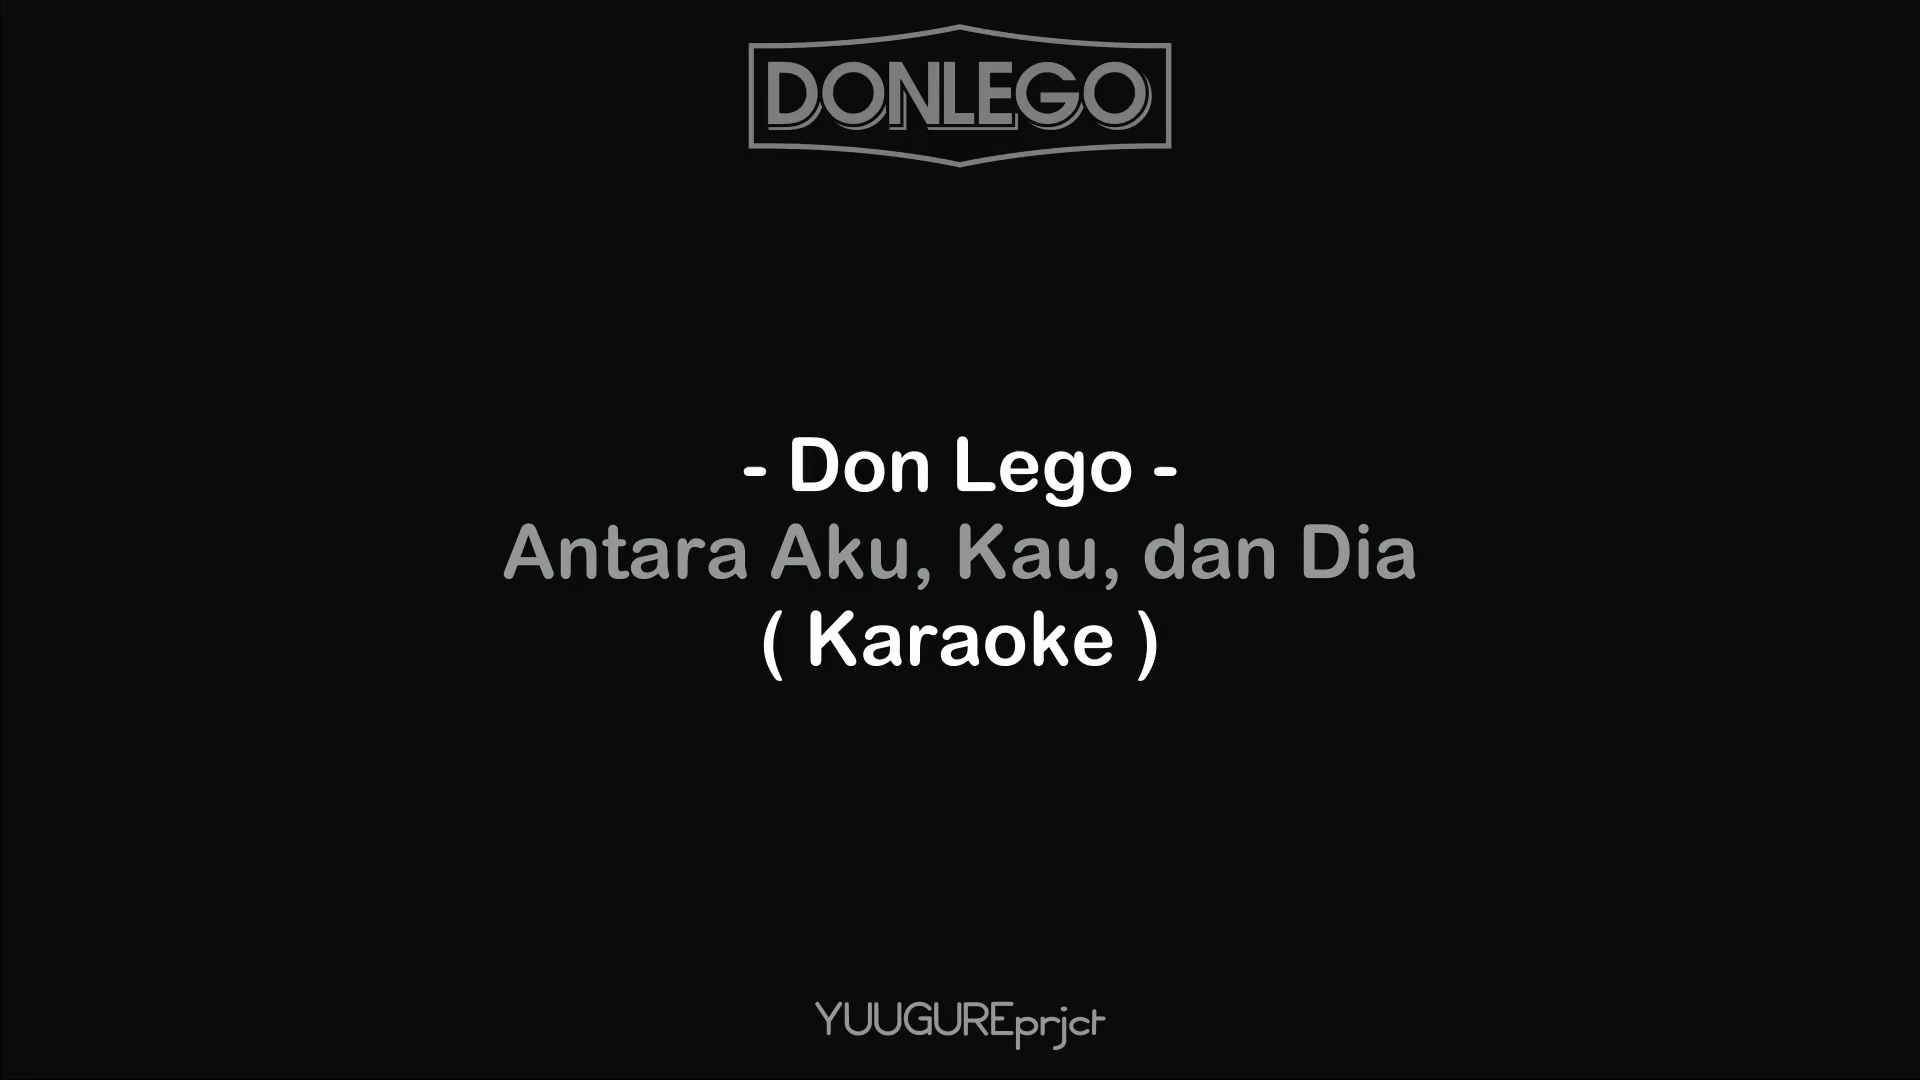 DONLEGO
- Don Lego -
Antara Aku, Kau, dan Dia
( Karaoke )
YUUGUREprjct